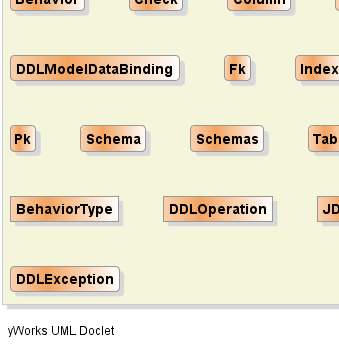 Behavior Check Column
DDLModelDataBinding Fk Index
Pk Schema Schemas Tab
BehaviorType DDLOperation JD
DDLException
yWorks UML Doclet